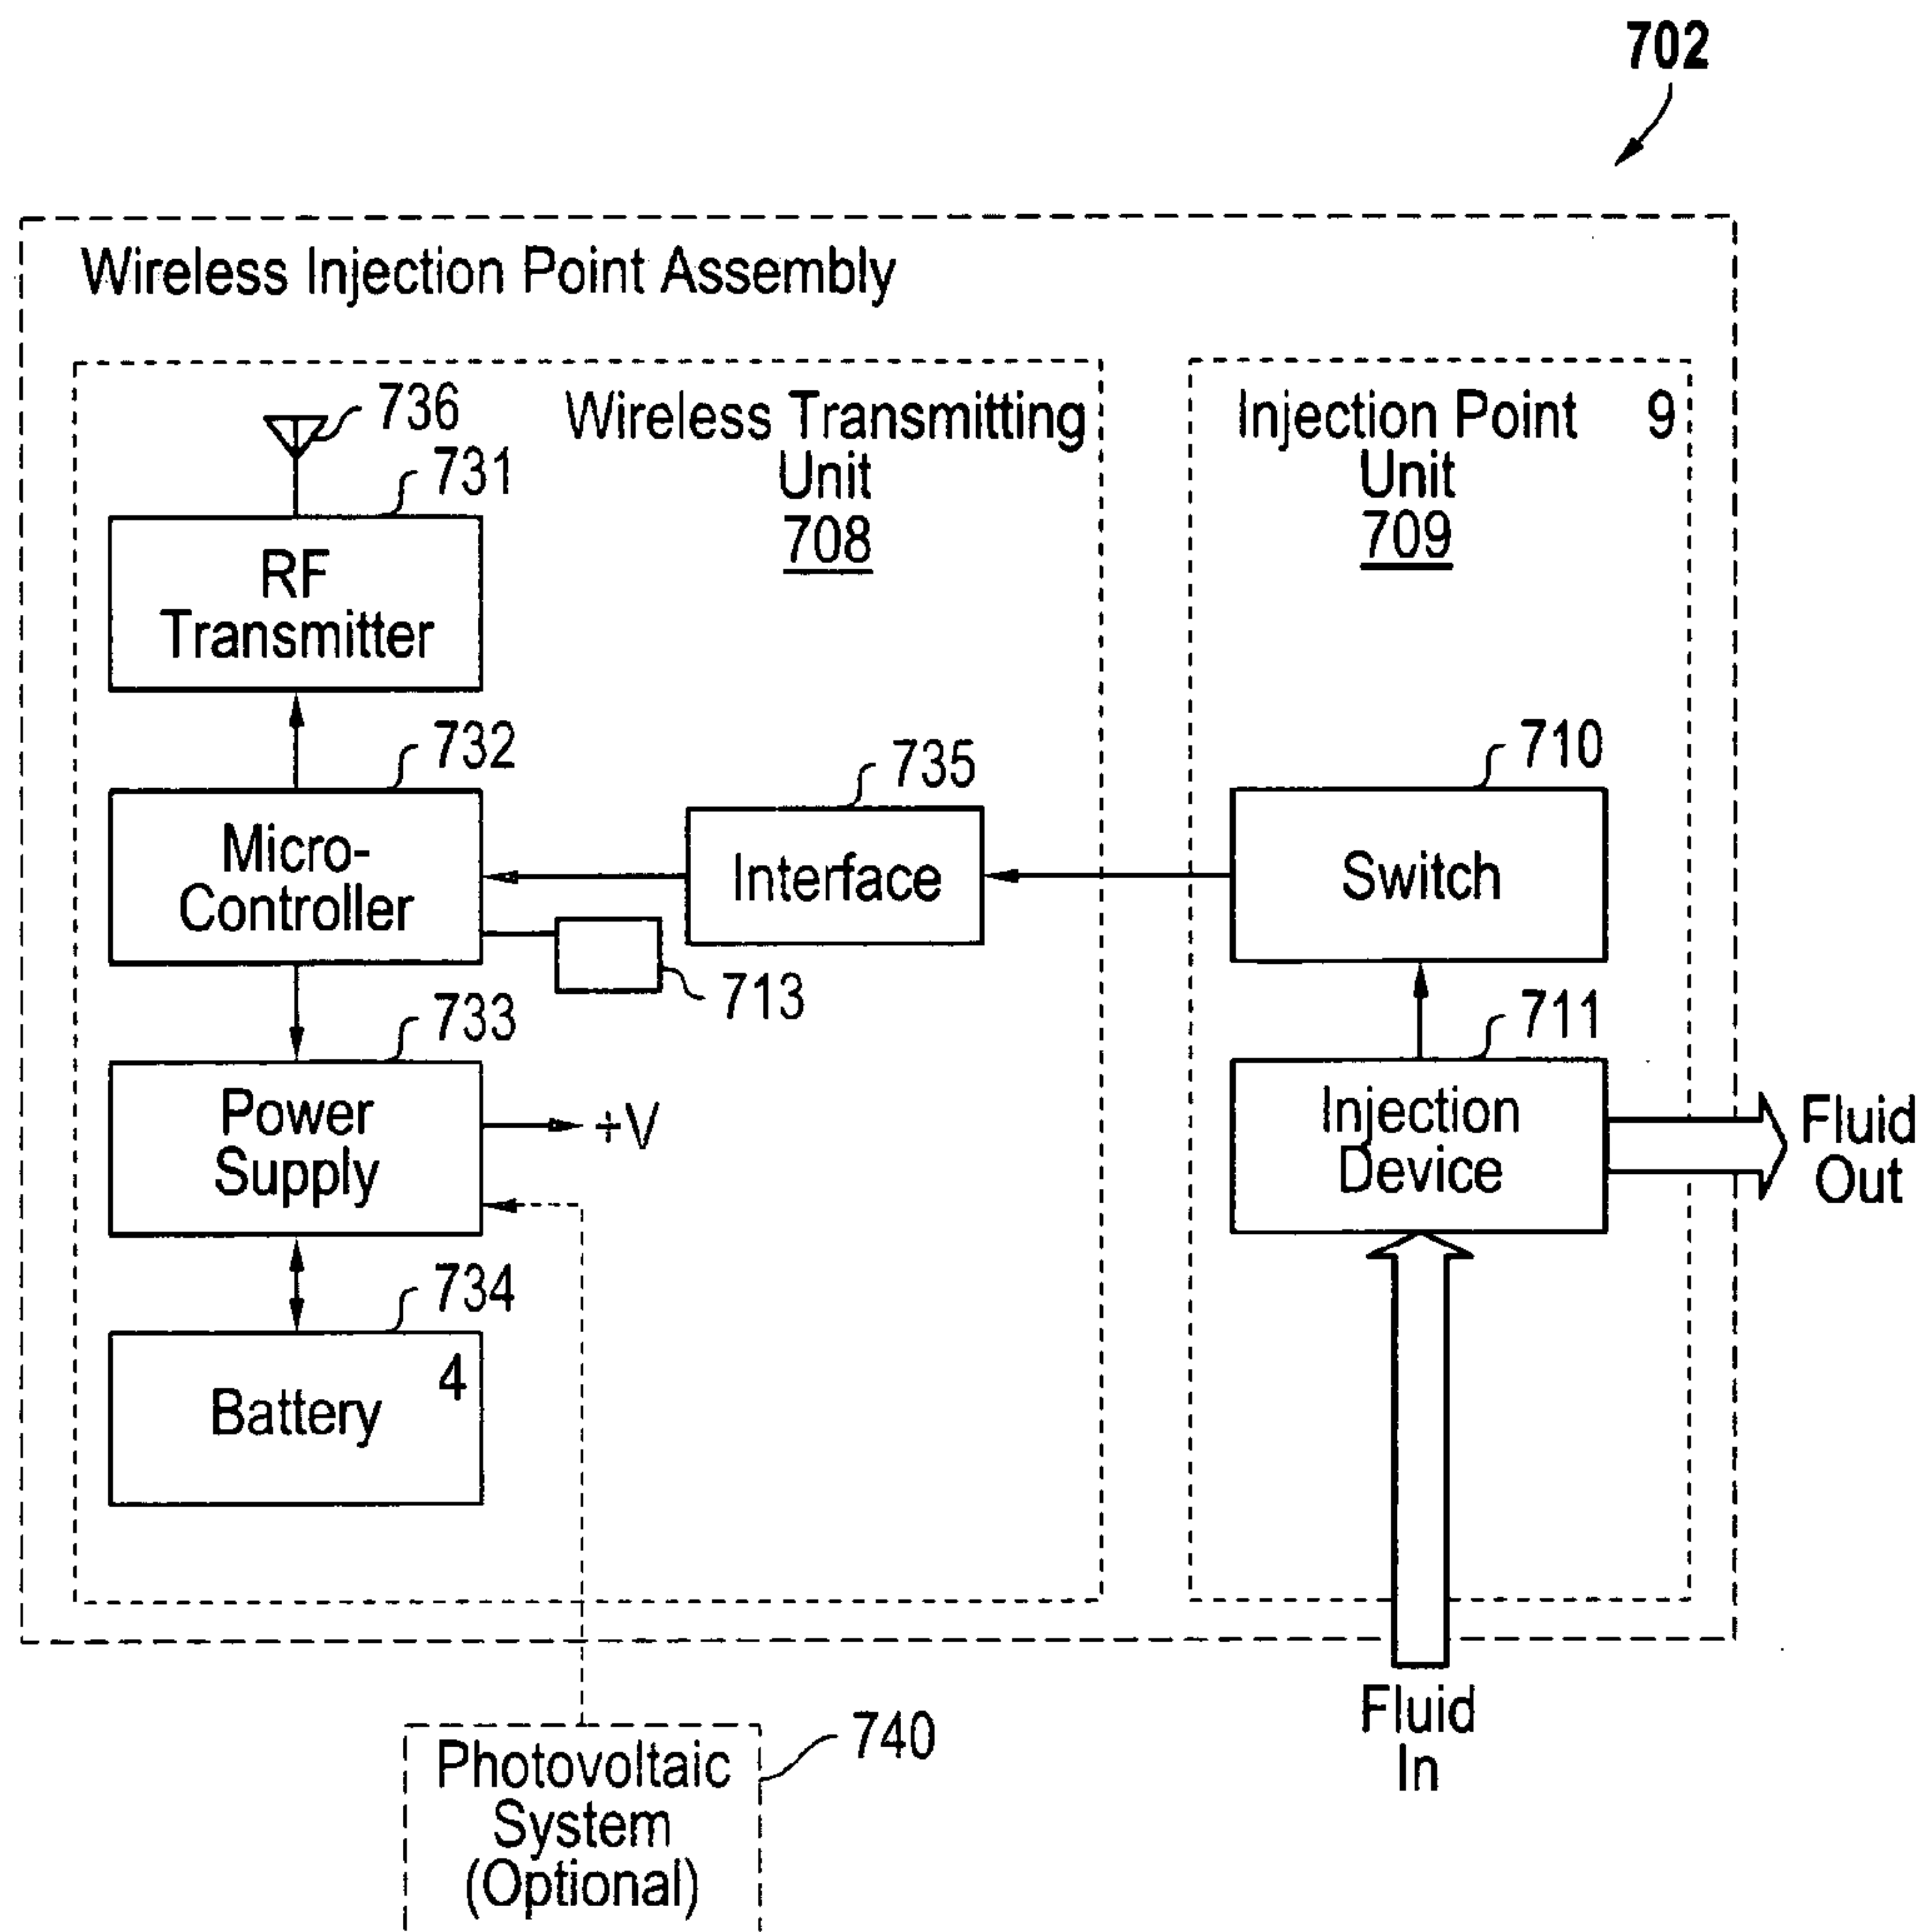 702
Wireless Injection Point Assembly
736
Wireless Transmitting
Unit
708
Injection Point 9
Unit
709
731
RF
Transmitter
732
Micro-
Controller
735
Interface
710
Switch
713
733
Power
Supply
+V
711
Injection
Device
Fluid
Out
734
4
Battery
Fluid
In
740
Photovoltaic
System
(Optional)